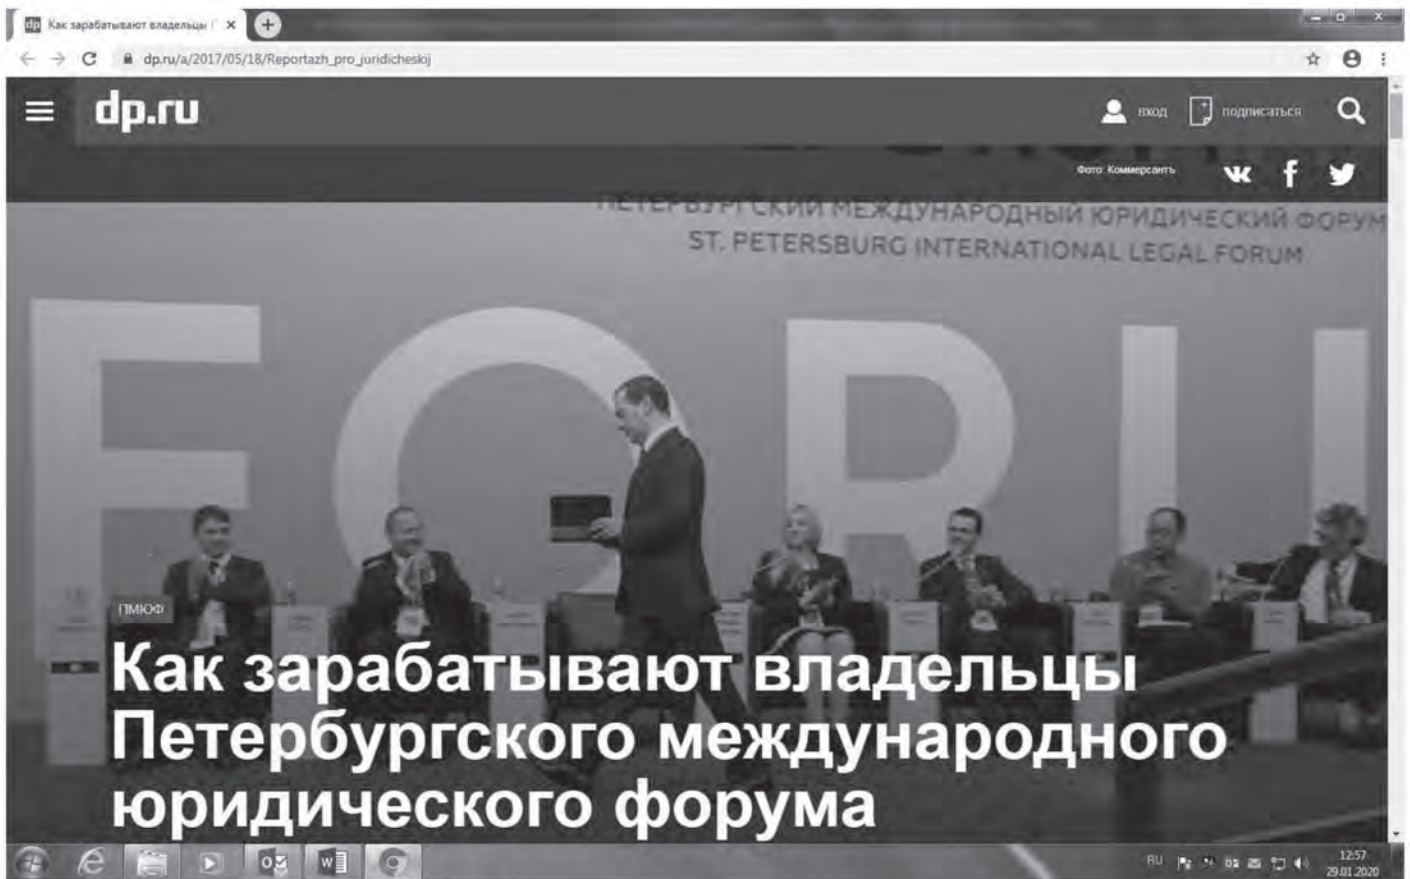 dp Как зарабатывают владельцы
dp.ru/a/2017/05/18/Reportazh_pro_juridicheskij
dp.ru
вход
подписаться
Фото: Коммерсантъ
ПЕТЕРБУРГСКИЙ МЕЖДУНАРОДНЫЙ ЮРИДИЧЕСКИЙ ФОРУМ
ST. PETERSBURG INTERNATIONAL LEGAL FORUM
FORU
ПМЮФ
Как зарабатывают владельцы
Петербургского международного
юридического форума
RU
12:57
29.01.2020